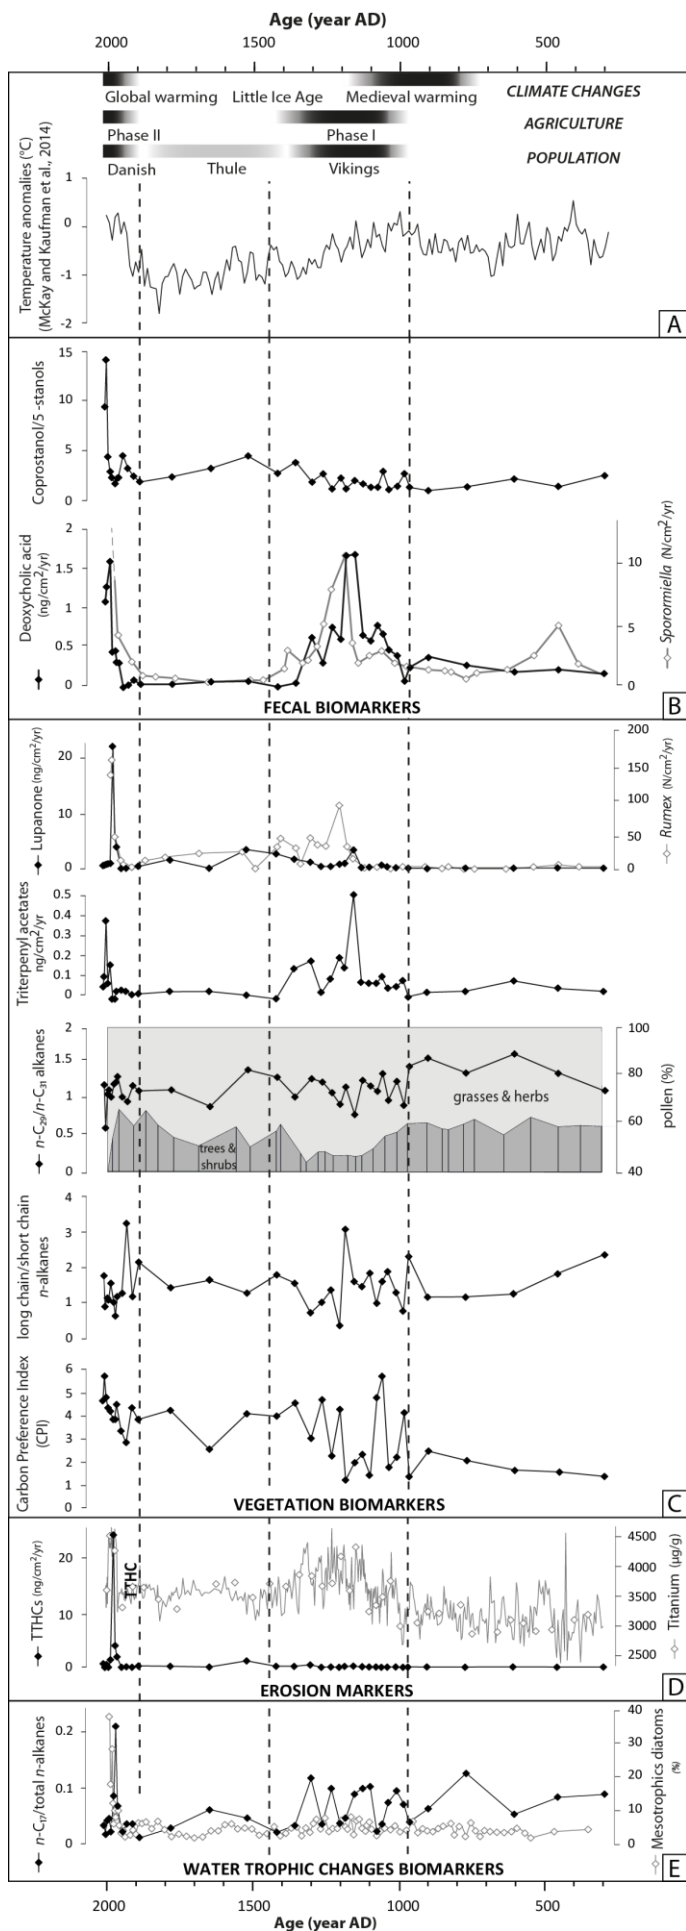 Age (year AD)
2000 1500 1000 500
Global warming Little Ice Age Medieval warming CLIMATE CHANGES
AGRICULTURE
Phase II Phase I
POPULATION
Danish Thule Vikings
Temperature anomalies (°C)
(McKay and Kaufman et al., 2014)
1
0
-1
-2
A
Coprostanol/5 -stanols
15
10
5
0
Deoxycholic acid
(ng/cm²/yr)
2
1.5
1
0.5
0
Sporormiella (N/cm²/yr)
10
5
0
FECAL BIOMARKERS
B
Lupanone (ng/cm²/yr)
20
10
0
Rumex (N/cm²/yr)
200
150
100
50
0
Triterpenyl acetates
ng/cm²/yr
0.5
0.4
0.3
0.2
0.1
0
n-C29/n-C31 alkanes
2
1.5
1
0.5
0
grasses & herbs
trees &
shrubs
pollen (%)
100
80
60
40
long chain/short chain
n-alkanes
4
3
2
1
0
Carbon Preference Index
(CPI)
6
5
4
3
2
1
0
VEGETATION BIOMARKERS
C
TTHCs (ng/cm²/yr)
20
10
0
TTHC
Titanium (µg/g)
4500
4000
3500
3000
2500
EROSION MARKERS
D
n-C17/total n-alkanes
0.2
0.1
0
Mesotrophics diatoms
(%)
40
30
20
10
0
WATER TROPHIC CHANGES BIOMARKERS
E
2000 1500 1000 500
Age (year AD)